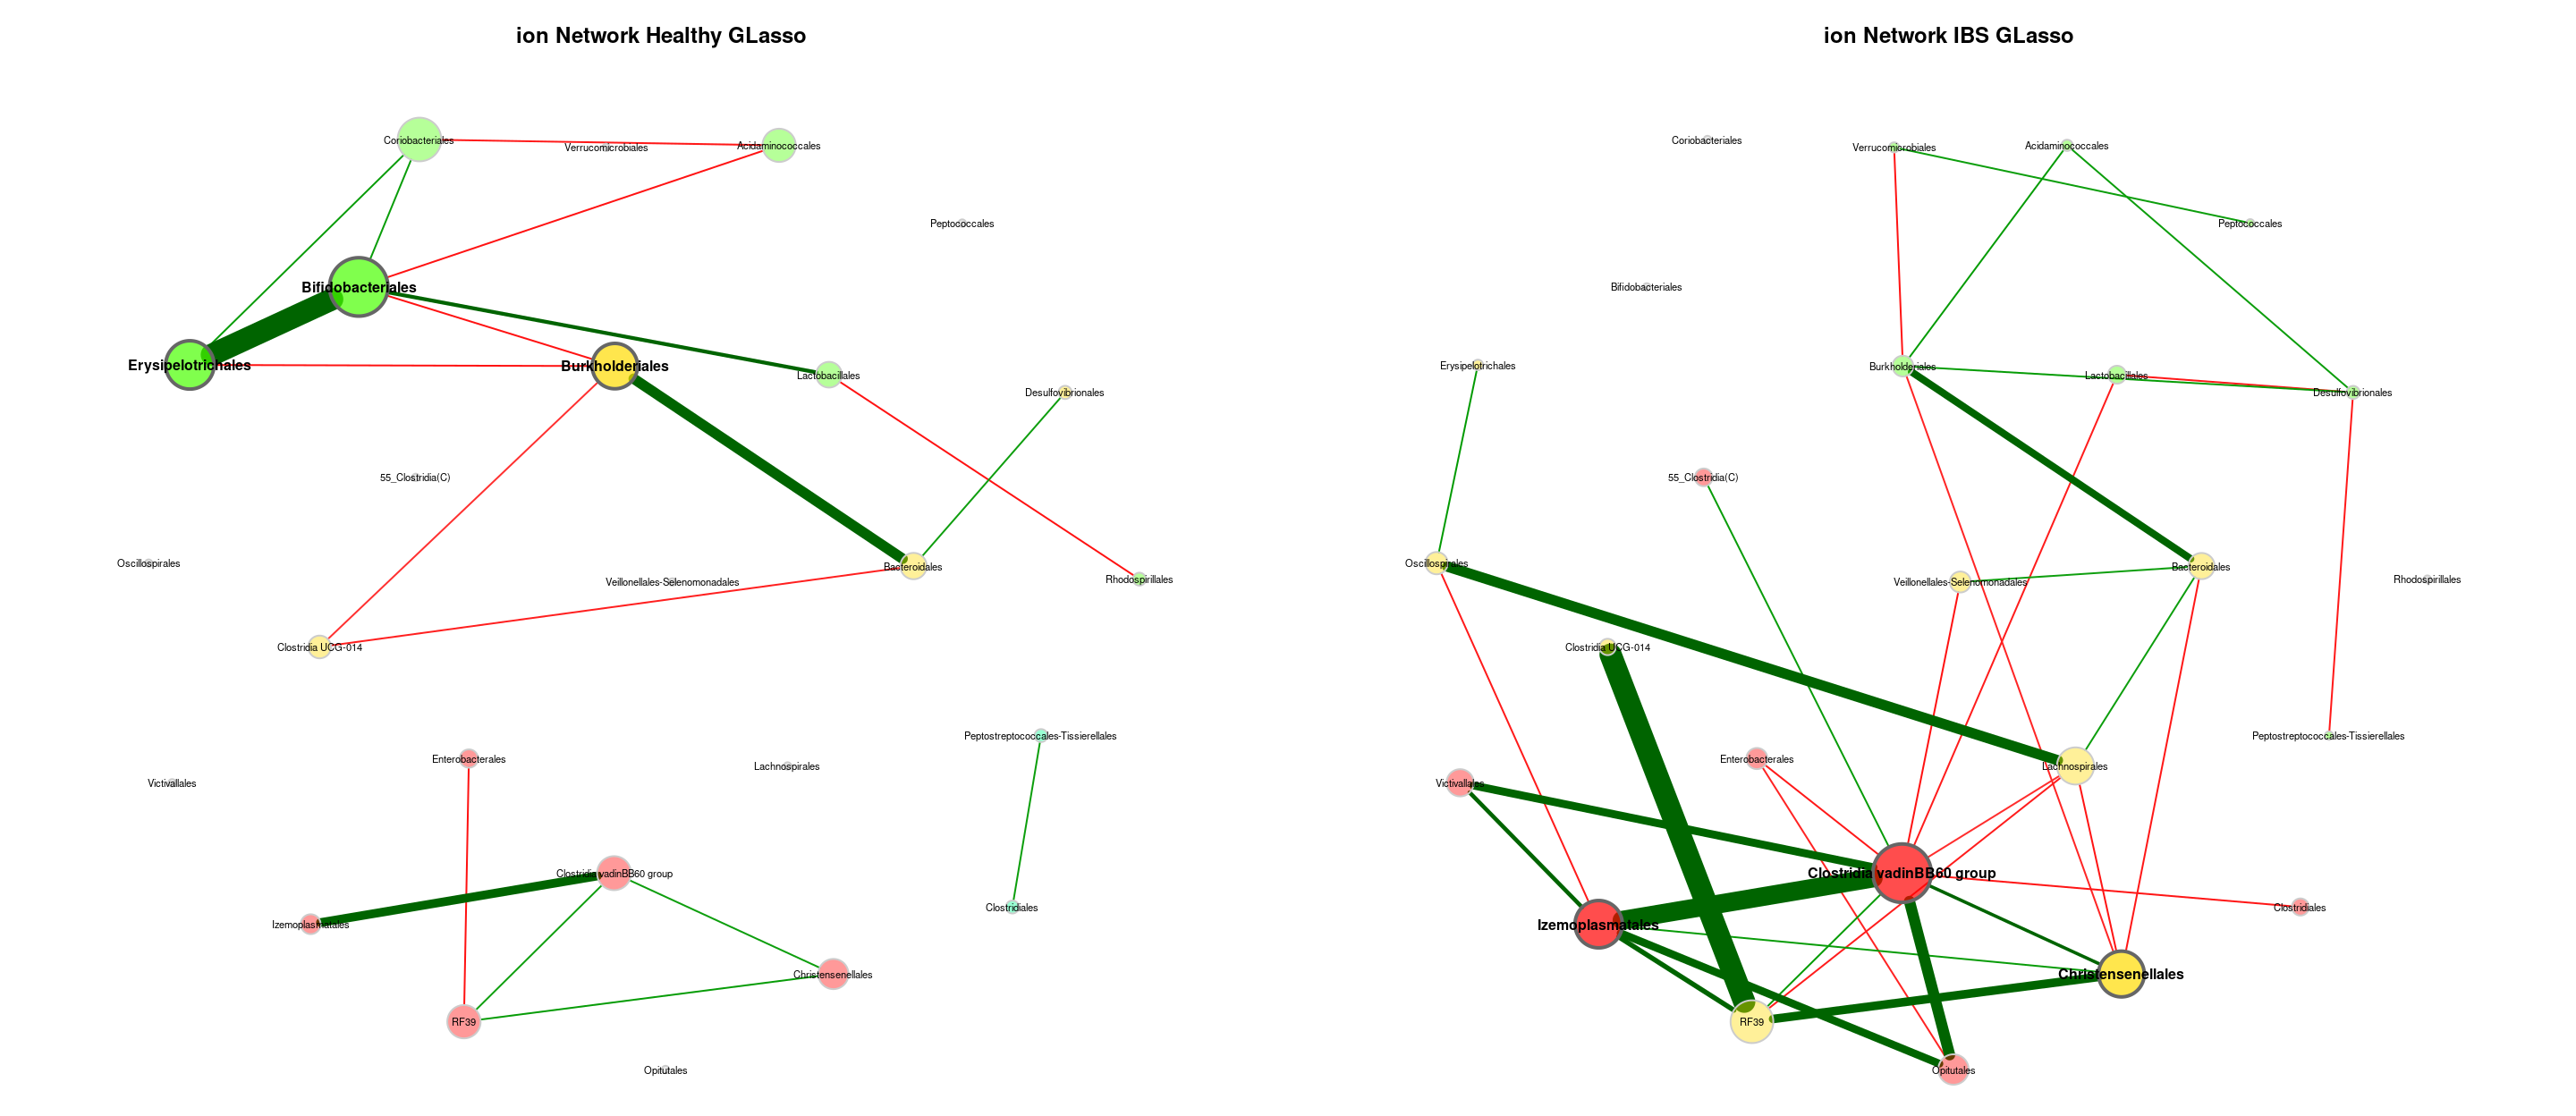 ion Network Healthy GLasso
Coriobacteriales
Verrucomicrobiales
Acidaminococcales
Peptococcales
Bifidobacteriales
Erysipelotrichales
Burkholderiales
Lactobacillales
Desulfovibrionales
55_Clostridia(C)
Oscillospirales
Veillonellales-Selenomonadales
Bacteroidales
Rhodospirillales
Clostridia UCG-014
Peptostreptococcales-Tissierellales
Enterobacterales
Lachnospirales
Victivallales
Clostridia vadinBB60 group
Clostridiales
Izemoplasmatales
Christensenellales
RF39
Opitutales
ion Network IBS GLasso
Coriobacteriales
Verrucomicrobiales
Acidaminococcales
Peptococcales
Bifidobacteriales
Erysipelotrichales
Burkholderiales
Lactobacillales
Desulfovibrionales
55_Clostridia(C)
Oscillospirales
Veillonellales-Selenomonadales
Bacteroidales
Rhodospirillales
Clostridia UCG-014
Peptostreptococcales-Tissierellales
Enterobacterales
Lachnospirales
Victivallales
Clostridia vadinBB60 group
Clostridiales
Izemoplasmatales
Christensenellales
RF39
Opitutales